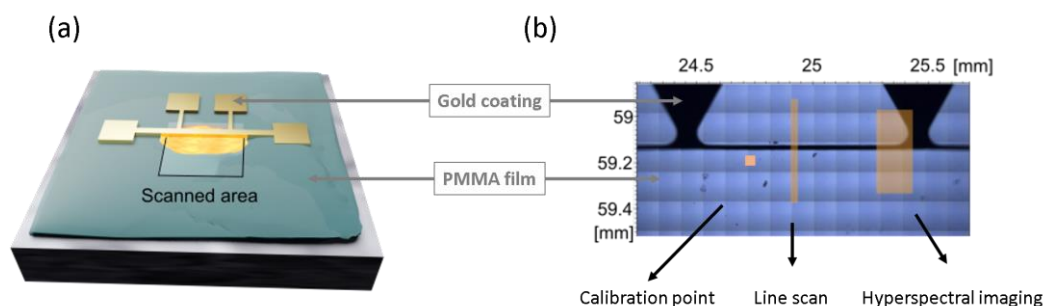 (a)
(b)
24.5 25 25.5 [mm]
Gold coating
59
59.2
PMMA film
Scanned area
59.4
[mm]
Calibration point Line scan Hyperspectral imaging